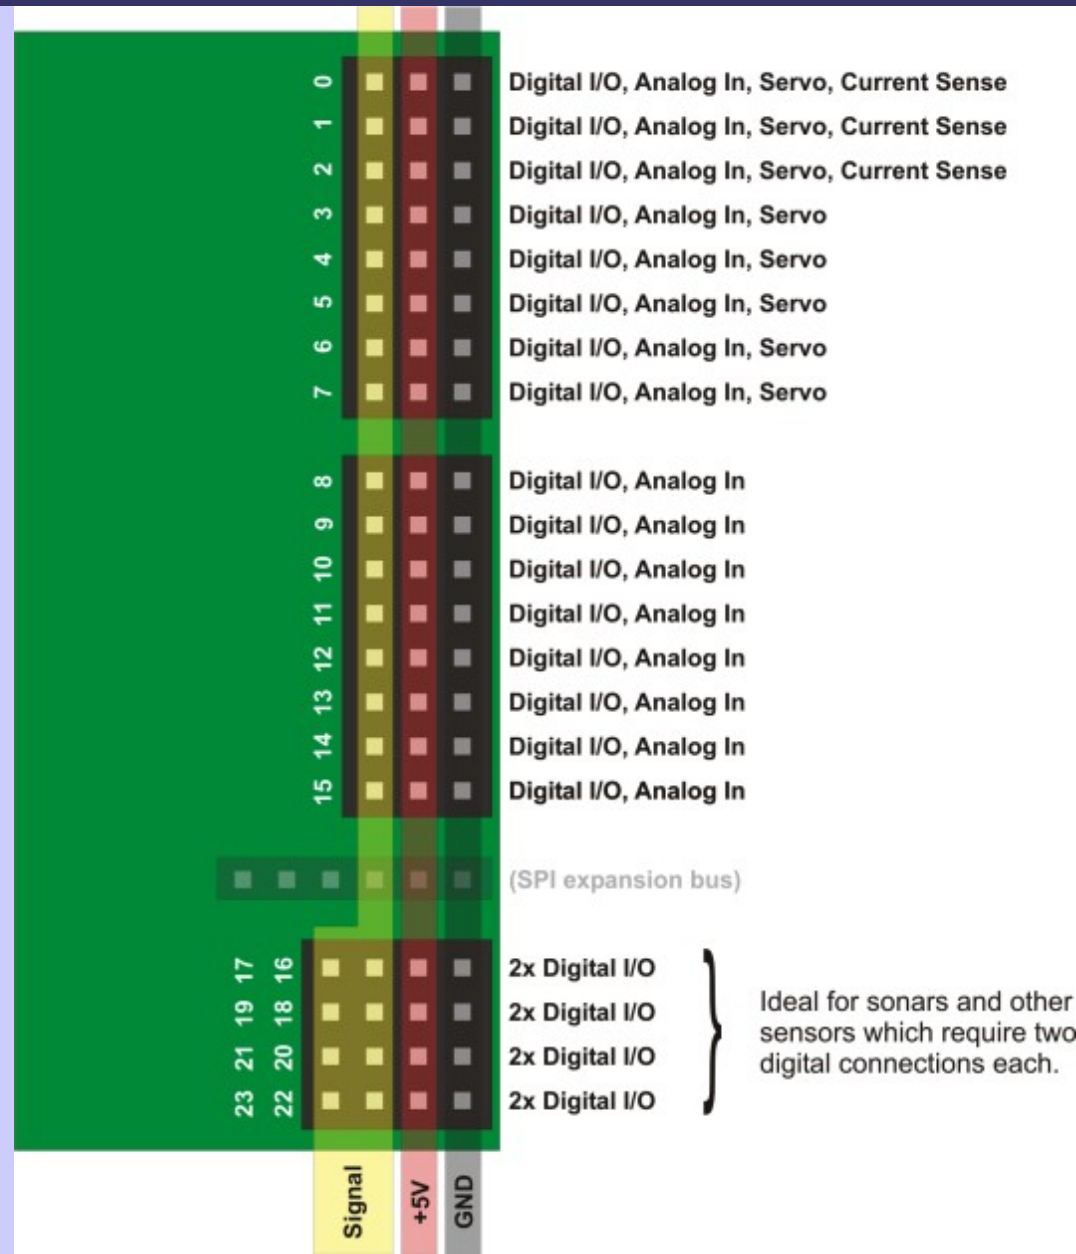 0 Digital I/O, Analog In, Servo, Current Sense
1 Digital I/O, Analog In, Servo, Current Sense
2 Digital I/O, Analog In, Servo, Current Sense
3 Digital I/O, Analog In, Servo
4 Digital I/O, Analog In, Servo
5 Digital I/O, Analog In, Servo
6 Digital I/O, Analog In, Servo
7 Digital I/O, Analog In, Servo
8 Digital I/O, Analog In
9 Digital I/O, Analog In
10 Digital I/O, Analog In
11 Digital I/O, Analog In
12 Digital I/O, Analog In
13 Digital I/O, Analog In
14 Digital I/O, Analog In
15 Digital I/O, Analog In
(SPI expansion bus)
17 16 2x Digital I/O
19 18 2x Digital I/O
21 20 2x Digital I/O
23 22 2x Digital I/O
Ideal for sonars and other
sensors which require two
digital connections each.
Signal
+5V
GND